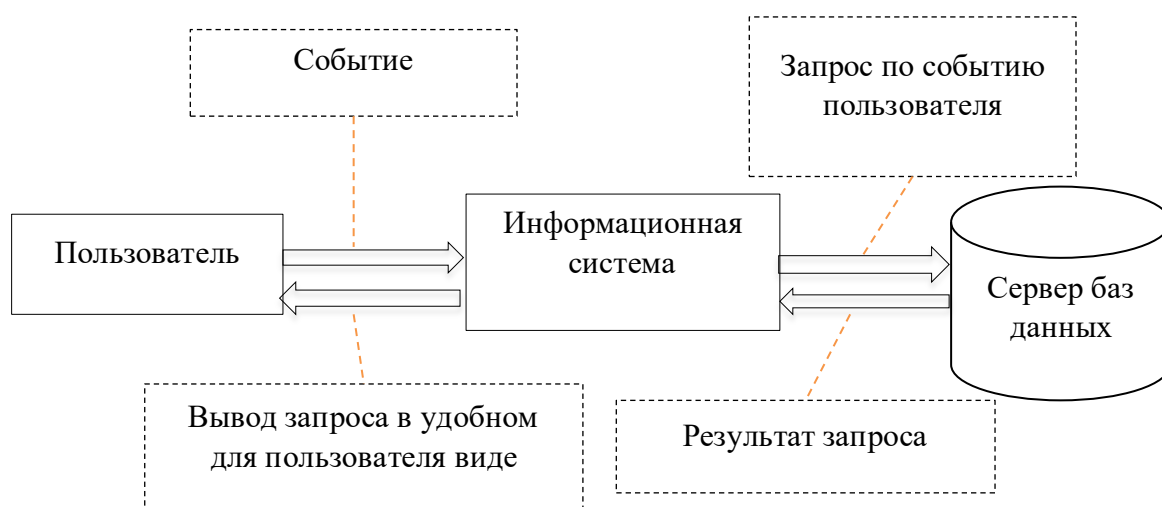 Событие
Запрос по событию
пользователя
Пользователь
Информационная
система
Сервер баз
данных
Вывод запроса в удобном
для пользователя виде
Результат запроса